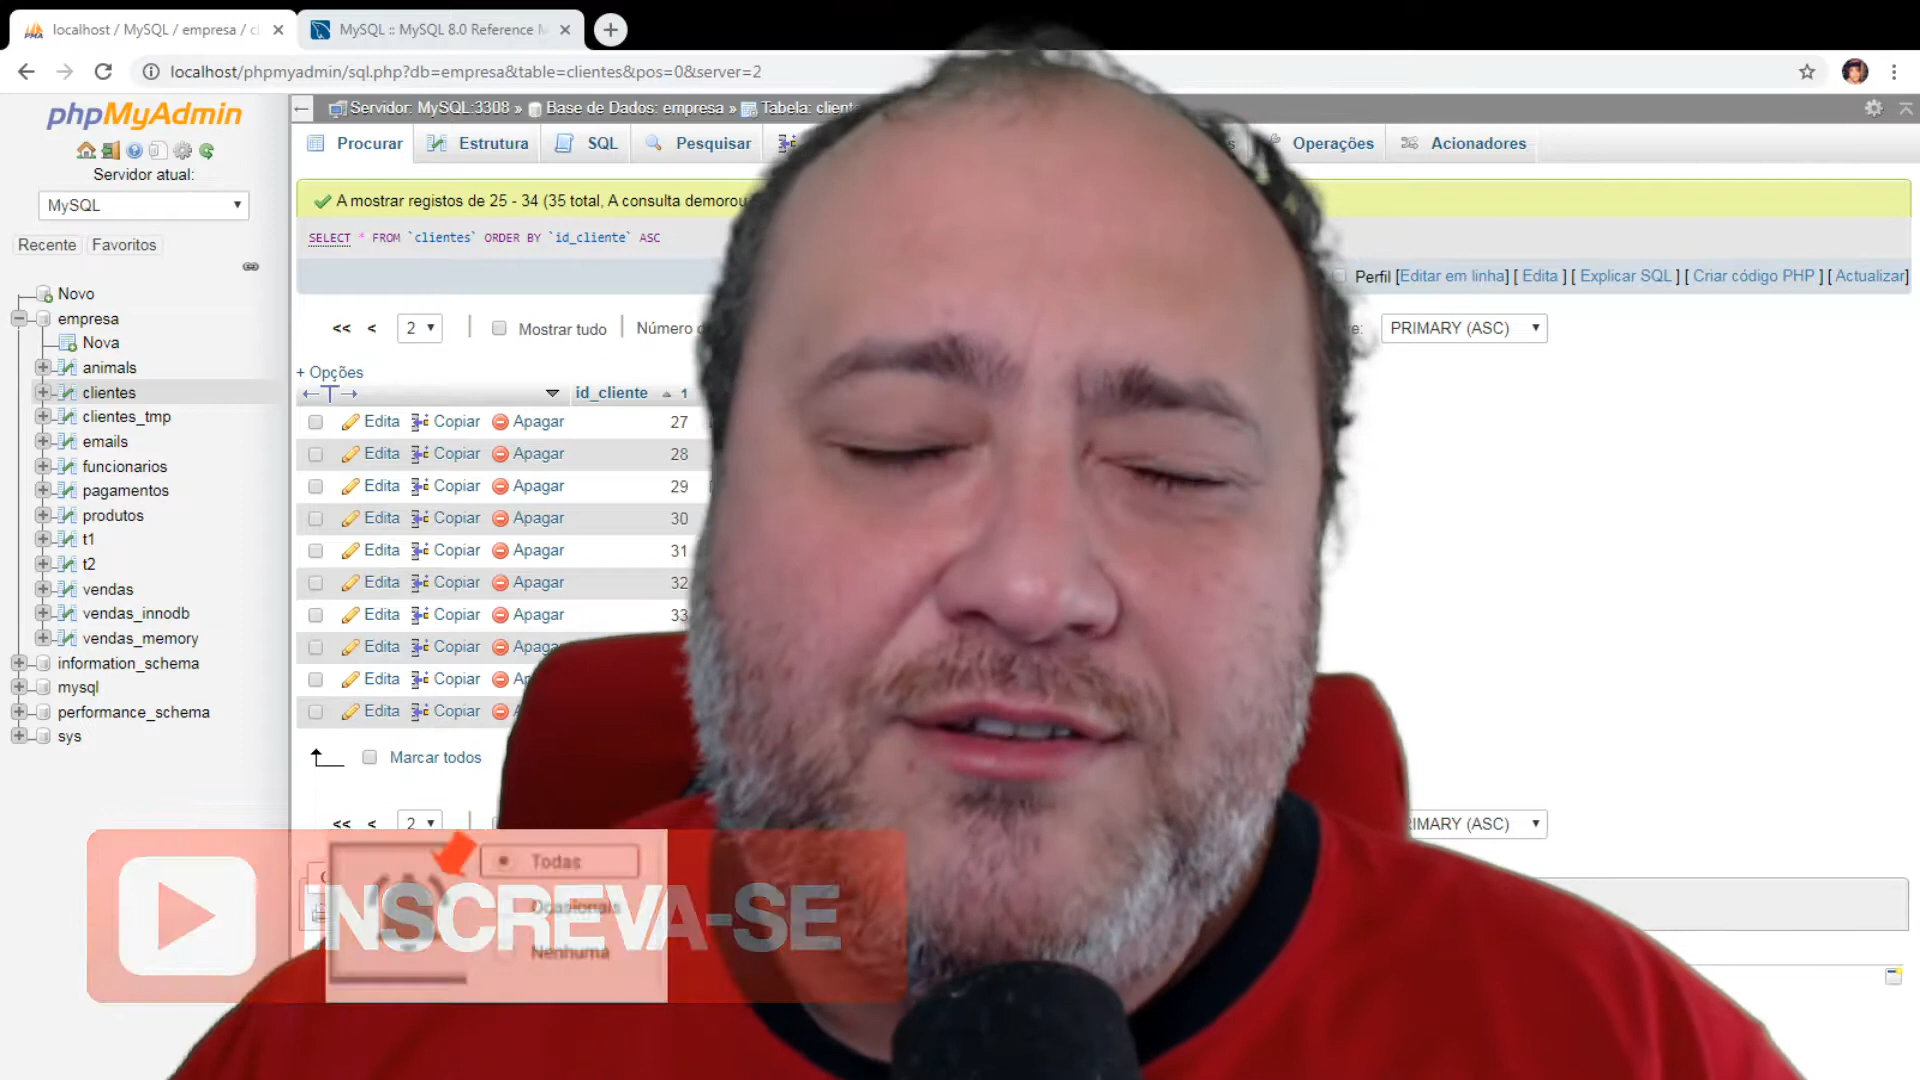 localhost / MySQL / empresa / cl
MySQL :: MySQL 8.0 Reference M
localhost/phpmyadmin/sql.php?db=empresa&table=clientes&pos=0&server=2
phpMyAdmin
Servidor atual:
MySQL
Recente Favoritos
Novo
empresa
Nova
animals
clientes
clientes_tmp
emails
funcionarios
pagamentos
produtos
t1
t2
vendas
vendas_innodb
vendas_memory
information_schema
mysql
performance_schema
sys
Servidor: MySQL:3308 » Base de Dados: empresa » Tabela: cliente
Procurar Estrutura SQL Pesquisar s Operações Acionadores
A mostrar registos de 25 - 34 (35 total, A consulta demorou
SELECT * FROM `clientes` ORDER BY `id_cliente` ASC
Perfil [Editar em linha] [ Edita ] [ Explicar SQL ] [ Criar código PHP ] [ Actualizar]
<< < 2 Mostrar tudo Número d e: PRIMARY (ASC)
+ Opções
id_cliente 1
Edita Copiar Apagar 27
Edita Copiar Apagar 28
Edita Copiar Apagar 29
Edita Copiar Apagar 30
Edita Copiar Apagar 31
Edita Copiar Apagar 32
Edita Copiar Apagar 33
Edita Copiar Apaga
Edita Copiar Ap
Edita Copiar A
Marcar todos
<< < 2 RIMARY (ASC)
Todas
Ocasionais
INSCREVA-SE
Nenhuma